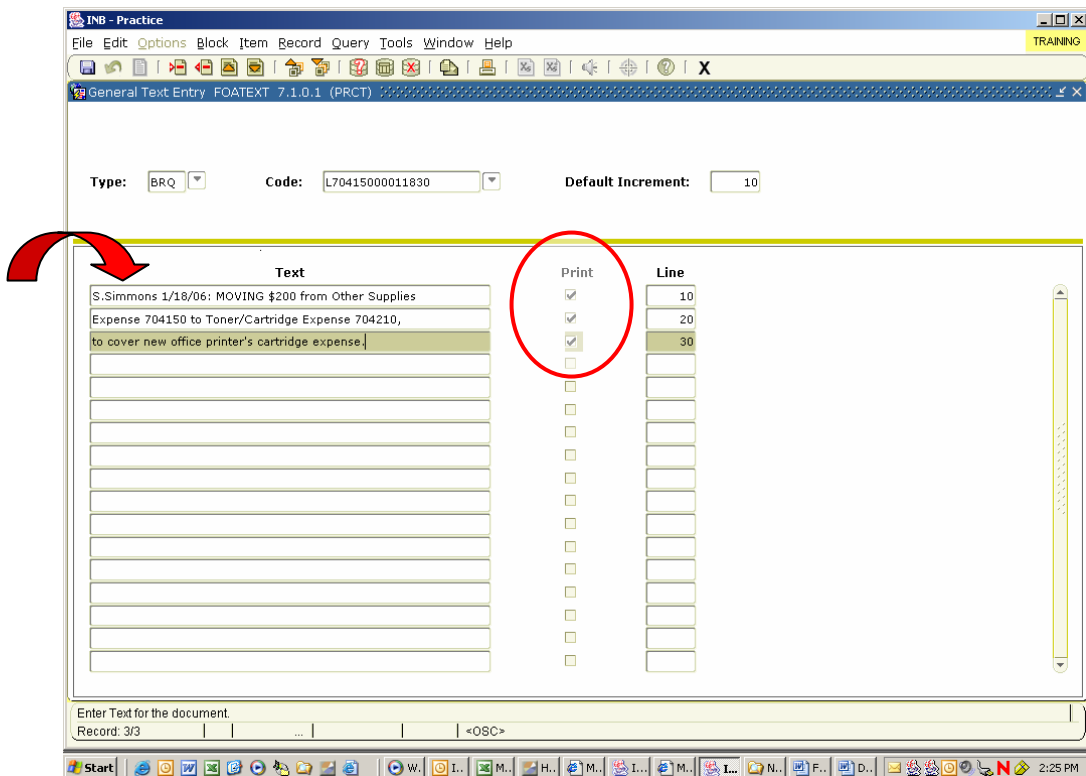 INB - Practice
File Edit Options Block Item Record Query Tools Window Help
TRAINING
X
General Text Entry FOATEXT 7.1.0.1 (PRCT)
Type: BRQ Code: L70415000011830 Default Increment: 10
Text Print Line
S.Simmons 1/18/06: MOVING $200 from Other Supplies 10
Expense 704150 to Toner/Cartridge Expense 704210, 20
to cover new office printer's cartridge expense. 30
Enter Text for the document.
Record: 3/3 ... <OSC>
Start W.. I.. M.. H.. M.. I... M.. I... N.. F.. D.. N 2:25 PM